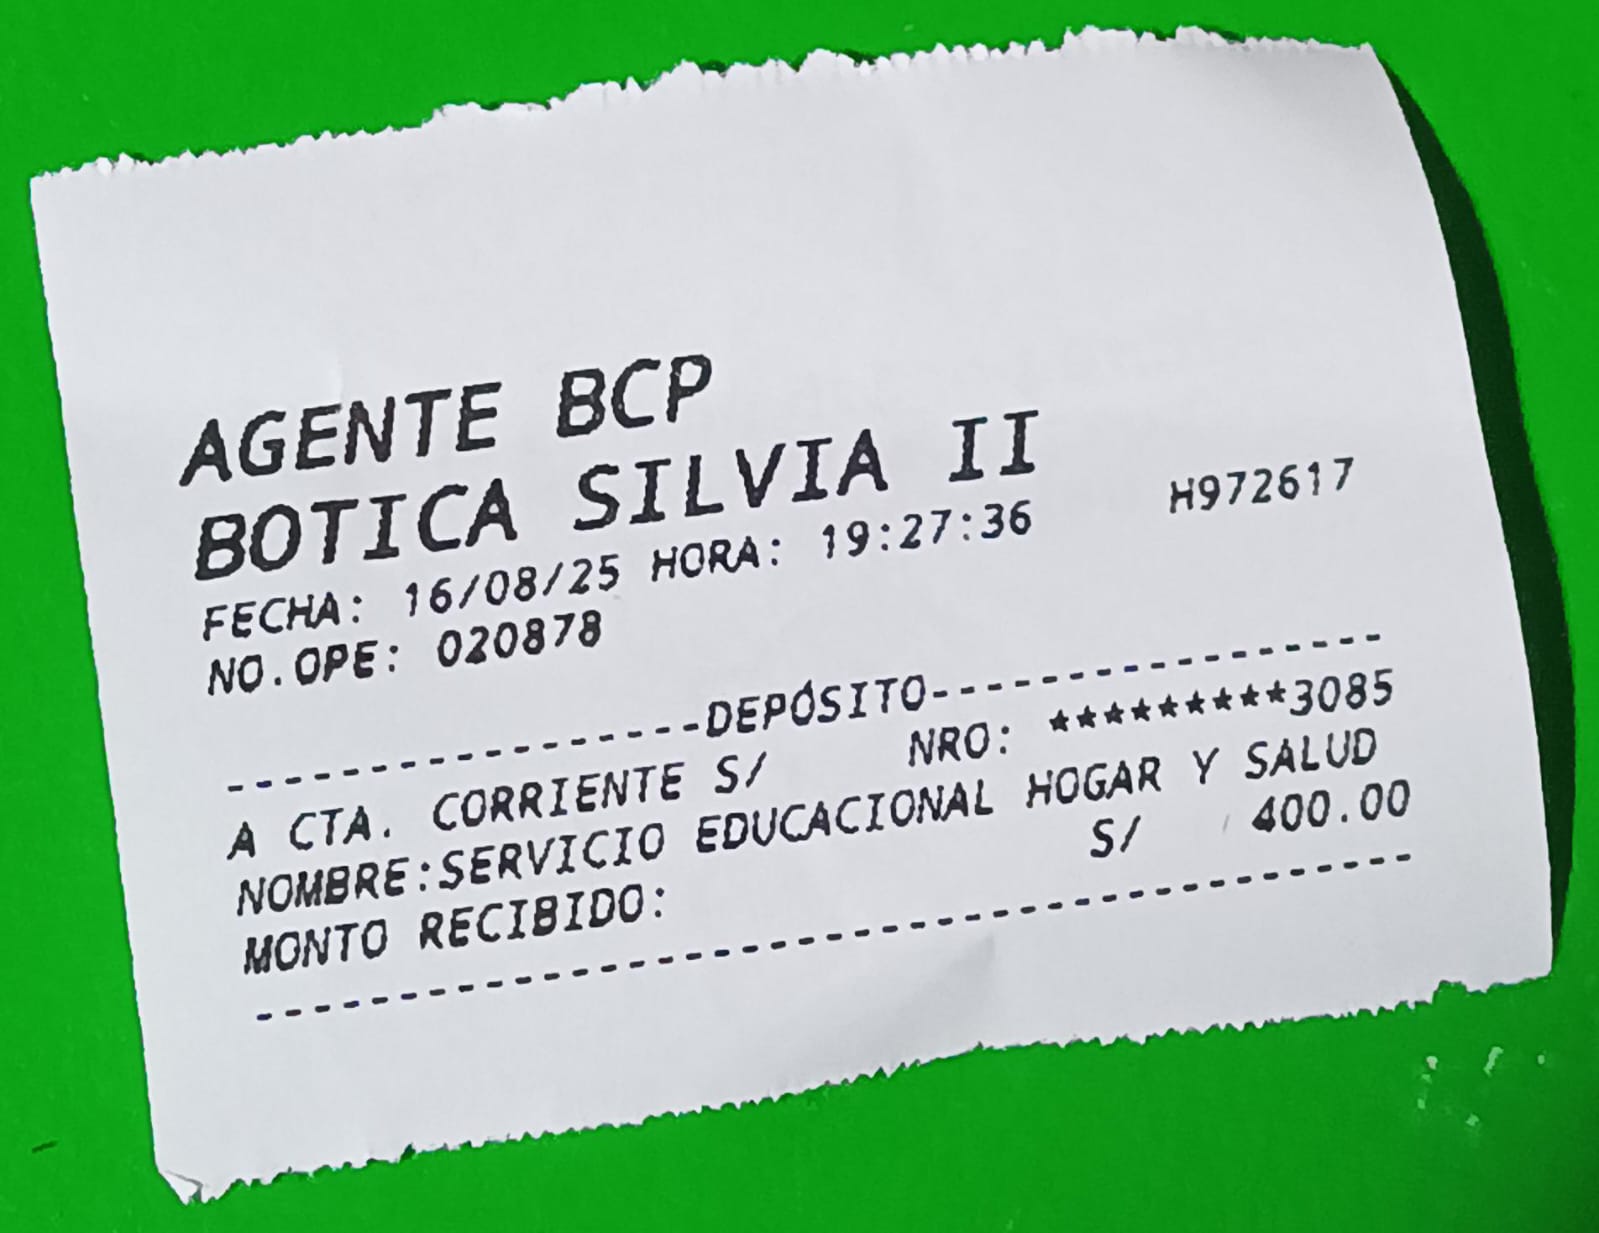 AGENTE BCP
BOTICA SILVIA II
FECHA: 16/08/25 HORA: 19:27:36 H972617
NO.OPE: 020878
-----------------DEPÓSITO----------------
A CTA. CORRIENTE S/ NRO: *********3085
NOMBRE:SERVICIO EDUCACIONAL HOGAR Y SALUD
MONTO RECIBIDO: S/ 400.00
-----------------------------------------